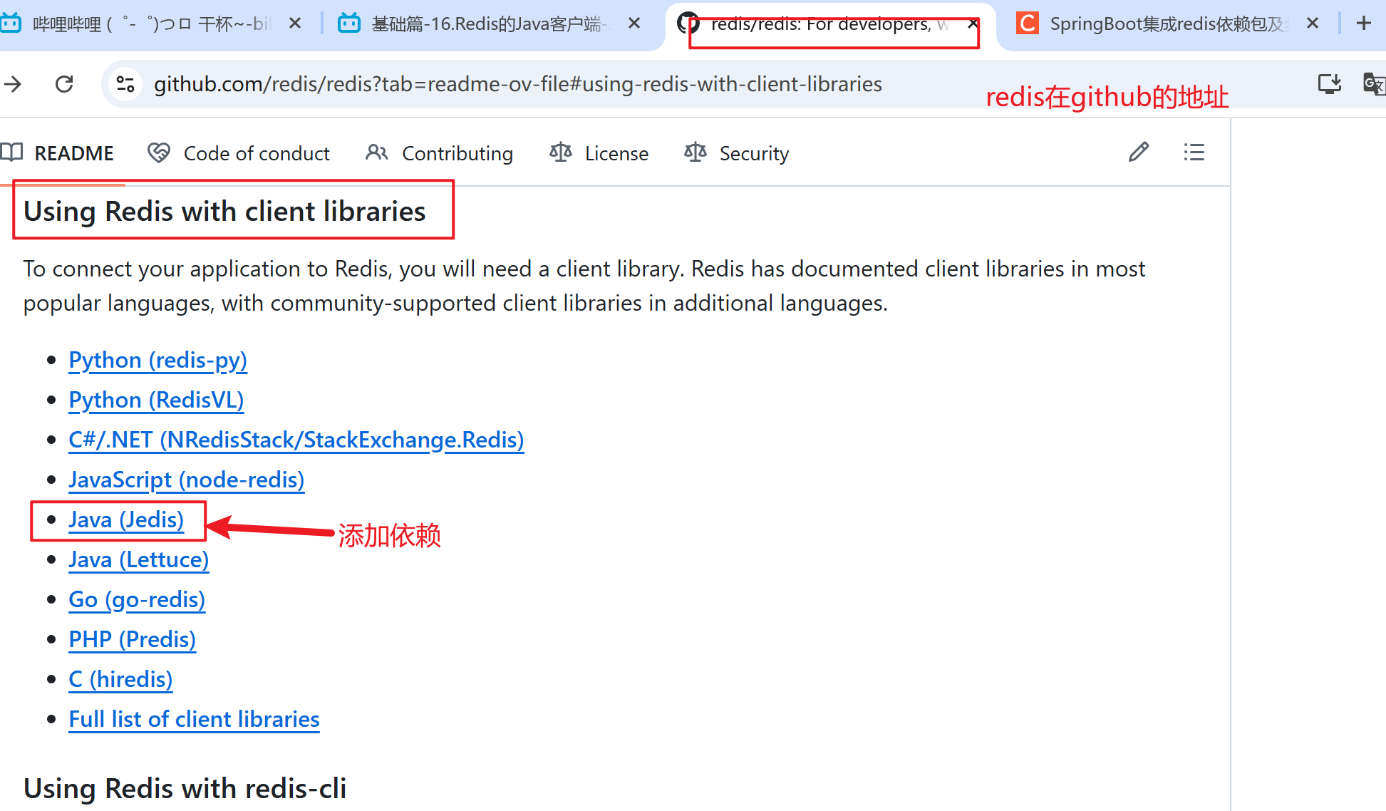 哔哩哔哩 (゜-゜)つロ 干杯~-bil
基础篇-16.Redis的Java客户端-
redis/redis: For developers, w
SpringBoot集成redis依赖包及
github.com/redis/redis?tab=readme-ov-file#using-redis-with-client-libraries
redis在github的地址
README
Code of conduct
Contributing
License
Security
Using Redis with client libraries
To connect your application to Redis, you will need a client library. Redis has documented client libraries in most
popular languages, with community-supported client libraries in additional languages.
Python (redis-py)
Python (RedisVL)
C#/.NET (NRedisStack/StackExchange.Redis)
JavaScript (node-redis)
Java (Jedis)
添加依赖
Java (Lettuce)
Go (go-redis)
PHP (Predis)
C (hiredis)
Full list of client libraries
Using Redis with redis-cli